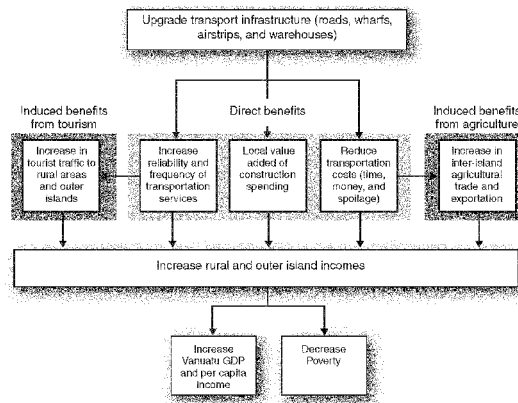 Upgrade transport infrastructure (roads, wharfs,
airstrips, and warehouses)
Induced benefits
from tourism
Direct benefits
Induced benefits
from agriculture
Increase in
tourist traffic to
rural areas
and outer
islands
Increase
reliability and
frequency of
transportation
services
Local value
added of
construction
spending
Reduce
transportation
costs (time,
money, and
spoilage)
Increase in
inter-island
agricultural
trade and
exportation
Increase rural and outer island incomes
Increase
Vanuatu GDP
and per capita
income
Decrease
Poverty